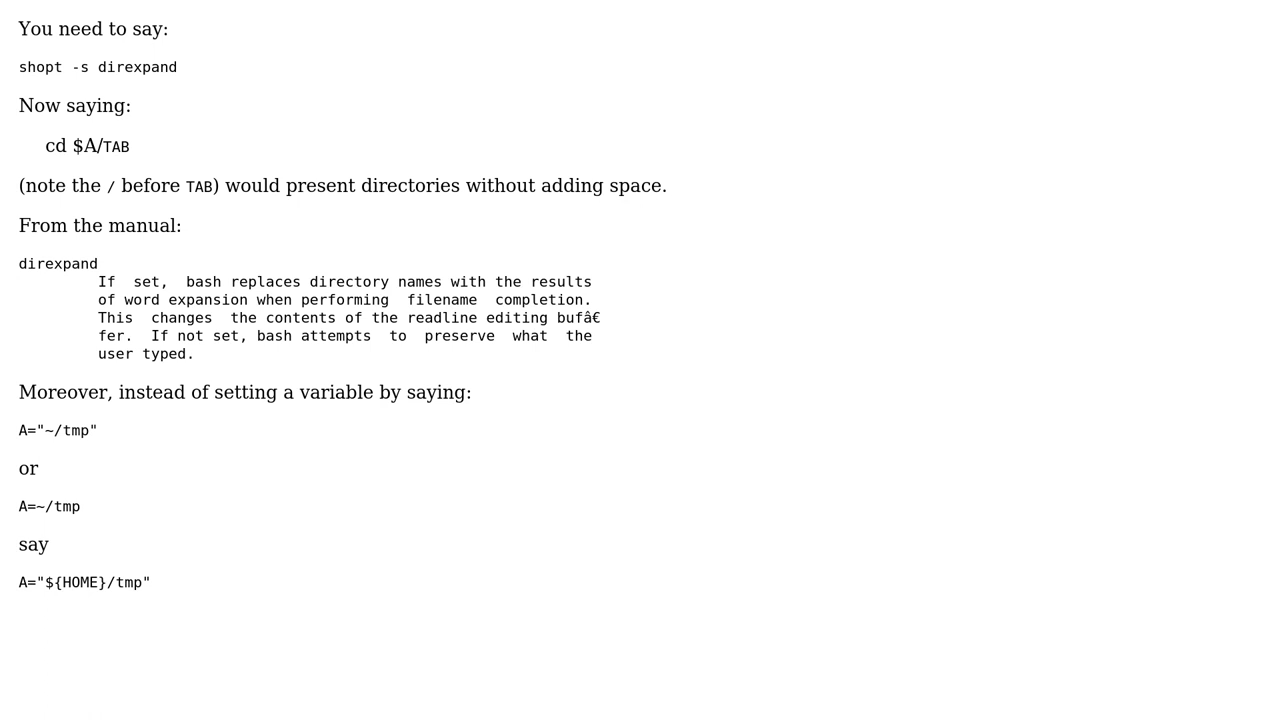 You need to say:
shopt -s direxpand
Now saying:
cd $A/TAB
(note the / before TAB) would present directories without adding space.
From the manual:
direxpand
If  set,  bash replaces directory names with the results
of word expansion when performing  filename  completion.
This  changes  the contents of the readline editing bufâ€
fer.  If not set, bash attempts  to  preserve  what  the
user typed.
Moreover, instead of setting a variable by saying:
A="~/tmp"
or
A=~/tmp
say
A="${HOME}/tmp"